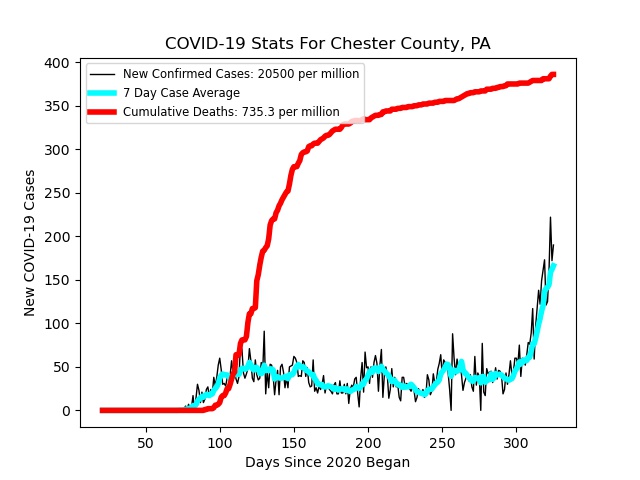 COVID-19 Stats For Chester County, PA
New Confirmed Cases: 20500 per million
7 Day Case Average
Cumulative Deaths: 735.3 per million
New COVID-19 Cases
400
350
300
250
200
150
100
50
0
50 100 150 200 250 300
Days Since 2020 Began